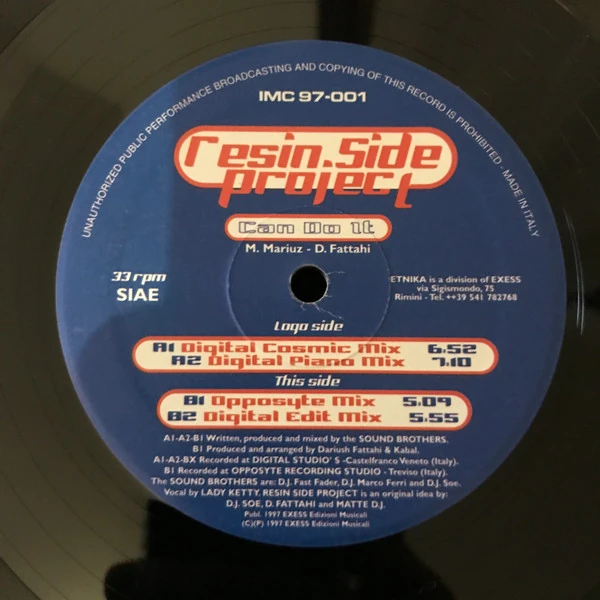 UNAUTHORIZED PUBLIC PERFORMANCE BROADCASTING AND COPYING OF THIS RECORD IS PROHIBITED - MADE IN ITALY
IMC 97-001
resin.Side
project
Can Do It
M. Mariuz - D. Fattahi
33 rpm
SIAE
ETNIKA is a division of EXESS
via Sigismondo, 75
Rimini - Tel. ++39 541 782768
Logo side
A1 Digital Cosmic Mix 6:52
A2 Digital Piano Mix 7:10
This side
B1 Opposyte Mix 5:09
B2 Digital Edit Mix 5:55
A1-A2-B1 Written, produced and mixed by the SOUND BROTHERS.
B1 Produced and arranged by Dariush Fattahi & Kabal.
A1-A2-BX Recorded at DIGITAL STUDIO' S -Castelfranco Veneto (Italy).
B1 Recorded at OPPOSYTE RECORDING STUDIO - Treviso (Italy).
The SOUND BROTHERS are: D.J. Fast Fader, D.J. Marco Ferri and D.J. Soe.
Vocal by LADY KETTY. RESIN SIDE PROJECT is an original idea by:
D.J. SOE, D. FATTAHI and MATTE D.J.
Publ. 1997 EXESS Edizioni Musicali
(C)(P) 1997 EXESS Edizioni Musicali